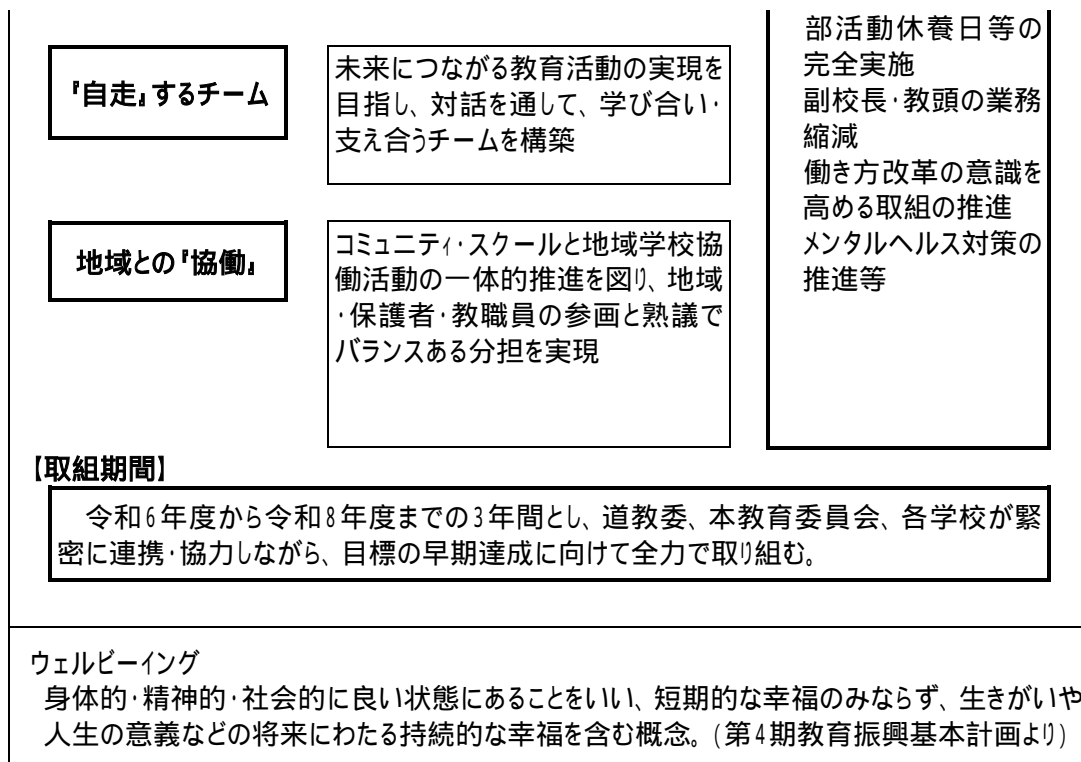 『自走』するチーム
未来につながる教育活動の実現を
目指し、対話を通して、学び合い・
支え合うチームを構築
地域との『協働』
コミュニティ・スクールと地域学校協
働活動の一体的推進を図り、地域
・保護者・教職員の参画と熟議で
バランスある分担を実現
部活動休養日等の
完全実施
副校長・教頭の業務
縮減
働き方改革の意識を
高める取組の推進
メンタルヘルス対策の
推進等
【取組期間】
令和6年度から令和8年度までの3年間とし、道教委、本教育委員会、各学校が緊
密に連携・協力しながら、目標の早期達成に向けて全力で取り組む。
ウェルビーイング
身体的・精神的・社会的に良い状態にあることをいい、短期的な幸福のみならず、生きがいや
人生の意義などの将来にわたる持続的な幸福を含む概念。(第4期教育振興基本計画より)